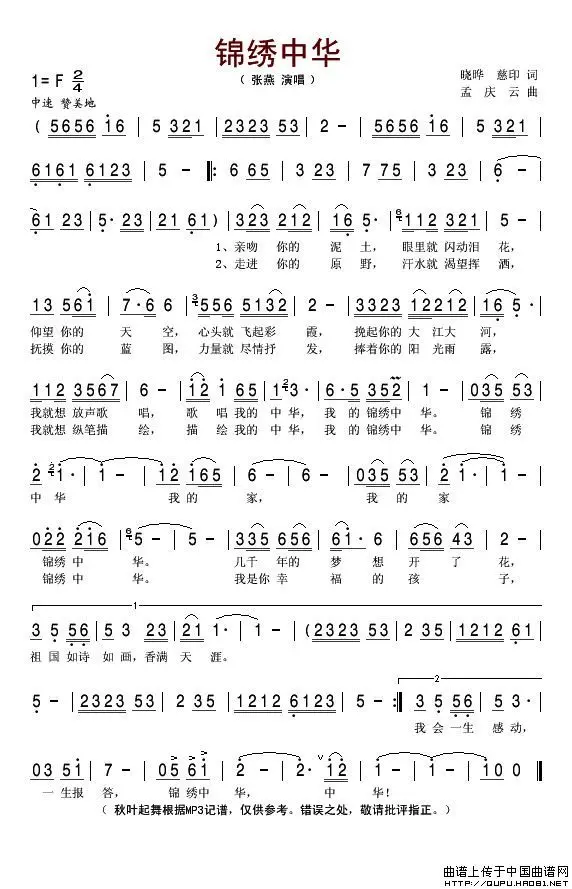 锦绣中华
1= F 2/4
（ 张燕 演唱 ）
晓晔 慈印 词
孟 庆 云 曲
中速 赞美地
( 5656 16 | 5 321 | 2323 53 | 2 - | 5656 16 | 5 321 |
6161 6123 | 5 - |: 6 65 | 3 23 | 7 75 | 3 23 | 6 - |
61 23 | 5· 23 | 21 61 ) | 323 212 | 16 5· | 6 112 321 | 5 - |
1、亲吻 你的 泥 土， 眼里就 闪动泪 花，
2、走进 你的 原 野， 汗水就 渴望挥 洒，
13 561 | 7·6 6 | 3 556 5132 | 2 - | 3323 12212 | 16 5· |
仰望 你的 天 空， 心头就 飞起彩 霞， 挽起你的 大 江大 河，
抚摸 你的 蓝 图， 力量就 尽情抒 发， 捧着你的 阳 光雨 露，
112 3567 | 6 - | 12 165 | 1 2 3· | 6·5 352 | 1 - | 035 53 |
我就想 放声歌 唱， 歌 唱 我的 中 华， 我 的 锦绣中 华。 锦 绣
我就想 纵笔描 绘， 描 绘 我的 中 华， 我 的 锦绣中 华。 锦 绣
2 2 1· | 1 - | 12 165 | 6 - | 6 - | 035 53 | 2 1· | 1 - |
中 华 我 的 家， 我 的 家
022 216 | 6 5 - | 5 - | 335 656 | 06 56 | 656 43 | 2 - |
锦绣 中 华。 几千 年的 梦 想 开 了 花，
锦绣 中 华。 我是你 幸 福 的 孩 子，
1
3 5 56 | 53 323 | 21 1· | 1 - | ( 2323 53 | 2 35 | 1212 61 |
祖 国 如诗 如 画，香满 天 涯。
5 - | 2323 53 | 2 35 | 1212 6123 | 5 - :| 3 5 56 | 5 3· |
2
我 会 一生 感 动，
03 51 | 7 - | 05 61 | 2 - | 2· 12 | 1 - | 1 - | 10 0 ‖
一 生报 答， 锦 绣中 华， 中 华！
（ 秋叶起舞根据MP3记谱，仅供参考。错误之处，敬请批评指正。）
曲谱上传于中国曲谱网
HTTP://QUPU.HAO81.NET